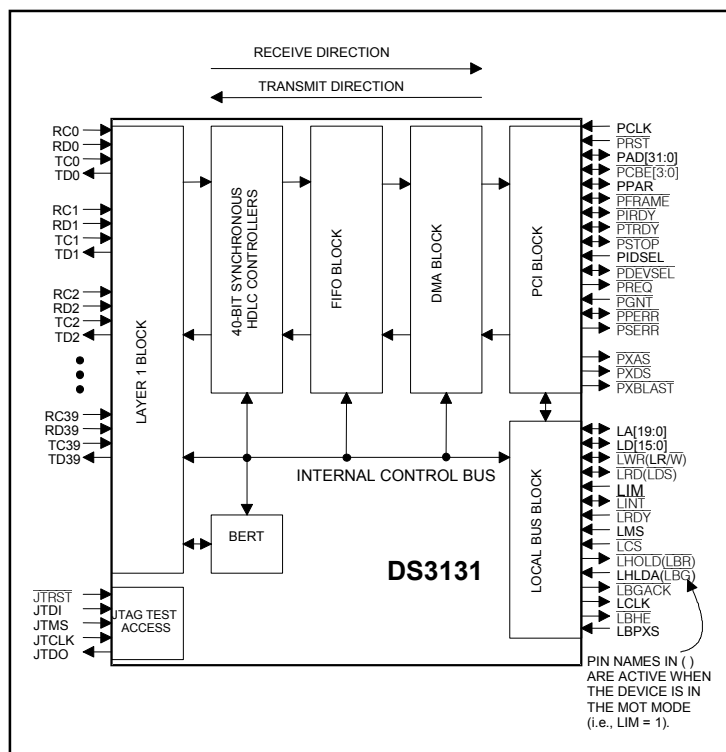 RECEIVE DIRECTION
TRANSMIT DIRECTION
RC0
RD0
TC0
TD0
RC1
RD1
TC1
TD1
RC2
RD2
TC2
TD2
RC39
RD39
TC39
TD39
JTRST
JTDI
JTMS
JTCLK
JTDO
LAYER 1 BLOCK
40-BIT SYNCHRONOUS
HDLC CONTROLLERS
FIFO BLOCK
DMA BLOCK
PCI BLOCK
INTERNAL CONTROL BUS
BERT
DS3131
LOCAL BUS BLOCK
JTAG TEST
ACCESS
PCLK
PRST
PAD[31:0]
PCBE[3:0]
PPAR
PFRAME
PIRDY
PTRDY
PSTOP
PIDSEL
PDEVSEL
PREQ
PGNT
PPERR
PSERR
PXAS
PXDS
PXBLAST
LA[19:0]
LD[15:0]
LWR(LR/W)
LRD(LDS)
LIM
LINT
LRDY
LMS
LCS
LHOLD(LBR)
LHLDA(LBG)
LBGACK
LCLK
LBHE
LBPXS
PIN NAMES IN ( )
ARE ACTIVE WHEN
THE DEVICE IS IN
THE MOT MODE
(i.e., LIM = 1).